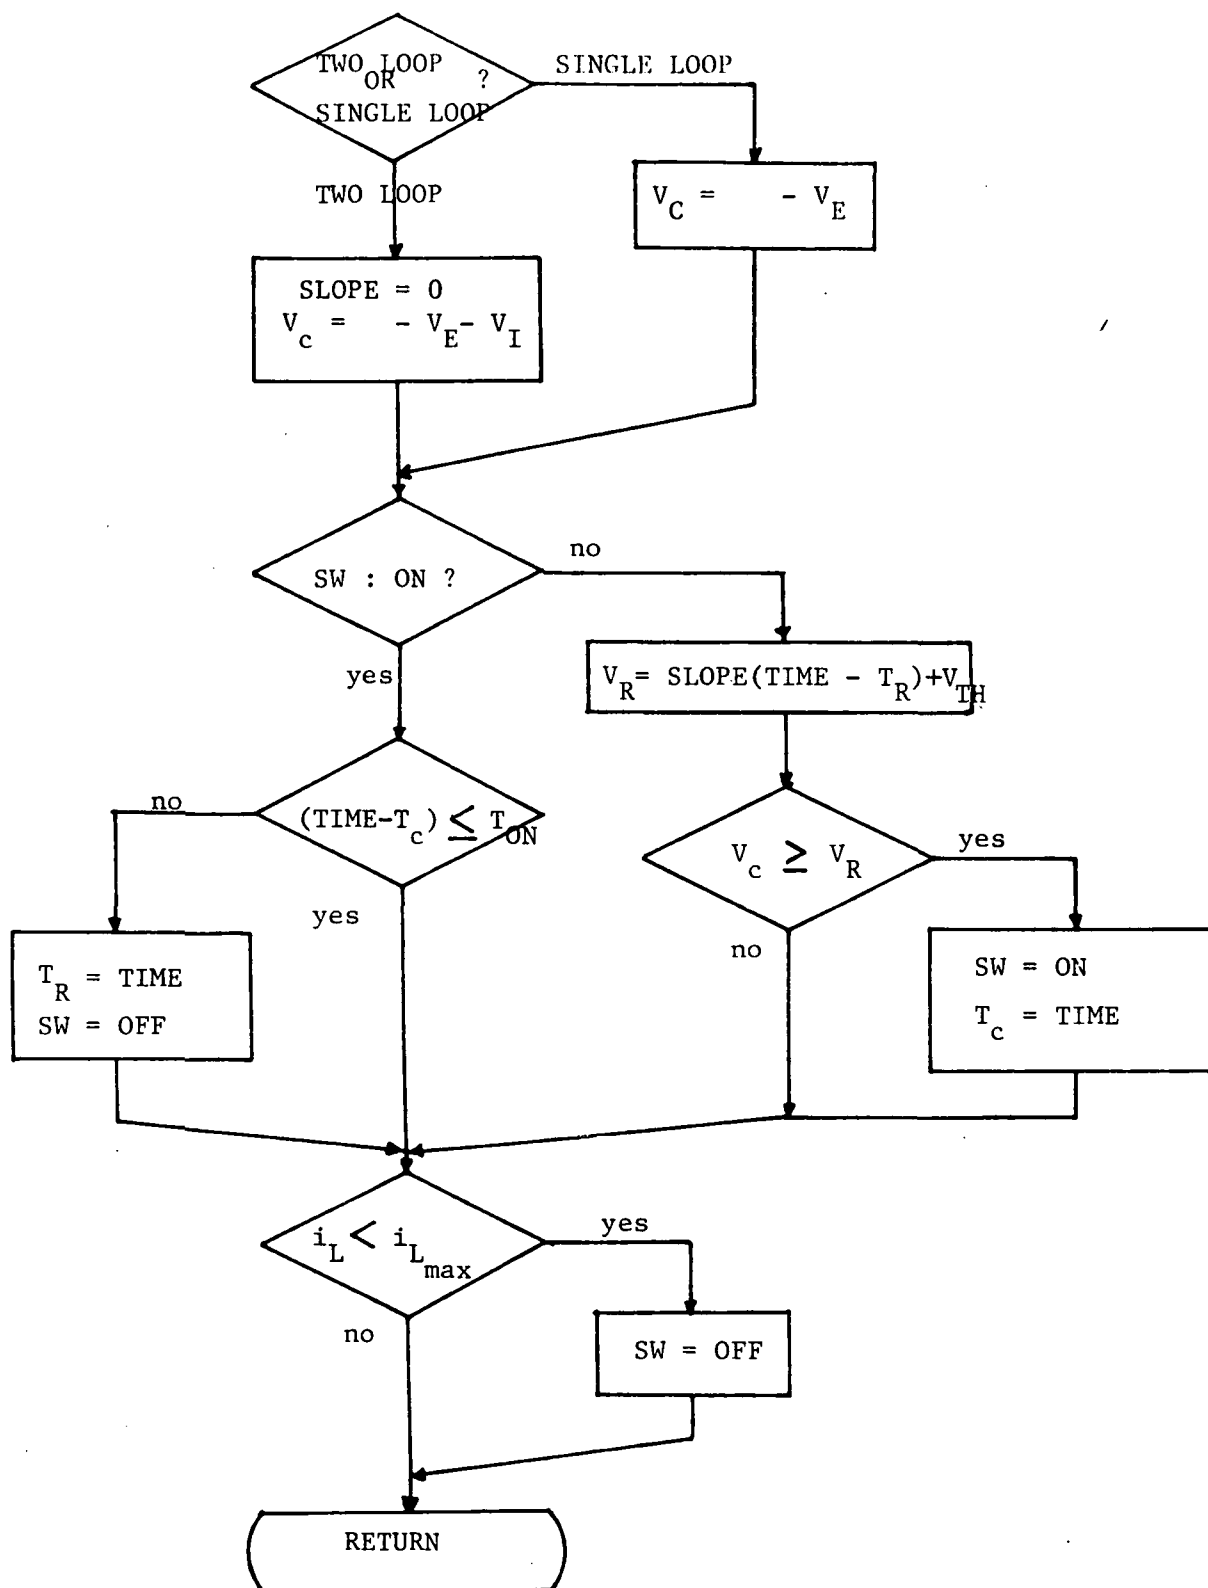 TWO LOOP
OR ?
SINGLE LOOP
SINGLE LOOP
TWO LOOP
V_C = - V_E
SLOPE = 0
V_c = - V_E - V_I
SW : ON ?
no
yes
V_R = SLOPE(TIME - T_R)+V_TH
(TIME-T_c) ≤ T_ON
no
yes
V_c ≥ V_R
yes
no
T_R = TIME
SW = OFF
SW = ON
T_c = TIME
i_L < i_L_max
yes
no
SW = OFF
RETURN